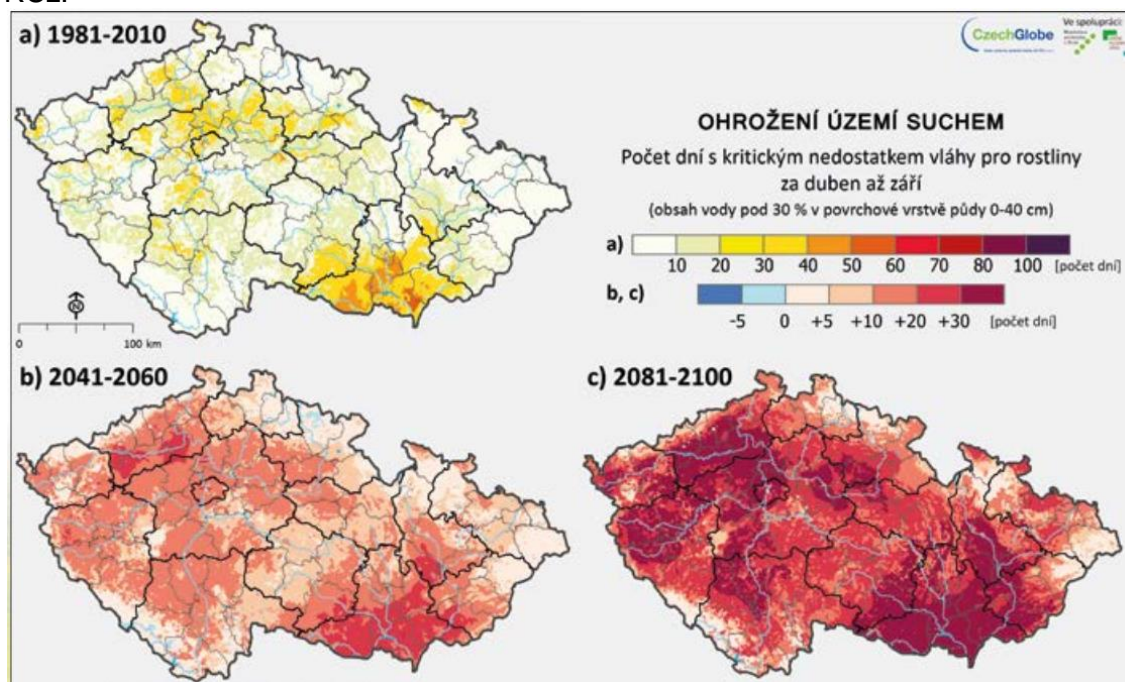 a) 1981-2010
CzechGlobe
Ve spolupráci:
OHROŽENÍ ÚZEMÍ SUCHEM
Počet dní s kritickým nedostatkem vláhy pro rostliny
za duben až září
(obsah vody pod 30 % v povrchové vrstvě půdy 0-40 cm)
a)
10 20 30 40 50 60 70 80 100 [počet dní]
b, c)
-5 0 +5 +10 +20 +30 [počet dní]
N
0 100 km
b) 2041-2060
c) 2081-2100